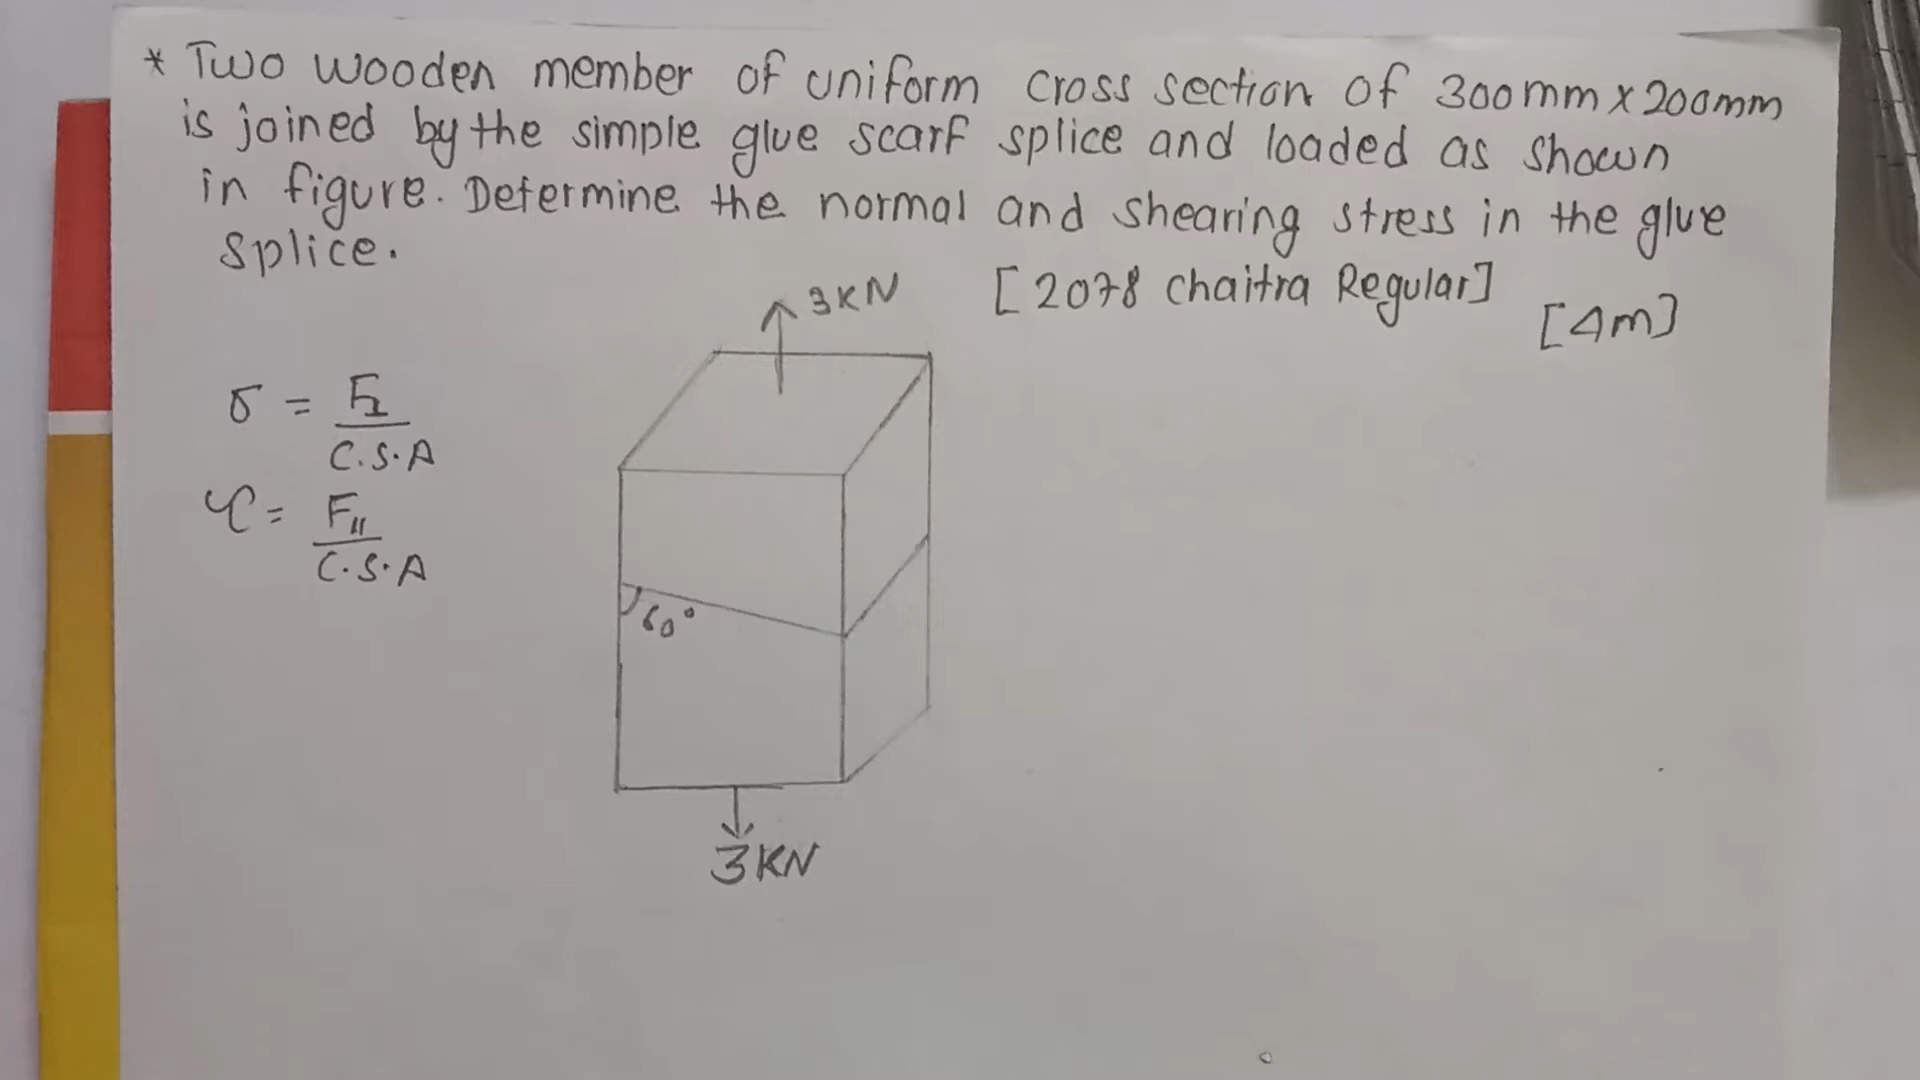 * Two wooden member of uniform cross section of 300mm x 200mm
is joined by the simple glue scarf splice and loaded as shown
in figure. Determine the normal and shearing stress in the glue
splice.
[2078 Chaitra Regular]
[4m]
3KN
σ = F⊥
C.S.A
τ = F||
C.S.A
60°
3KN